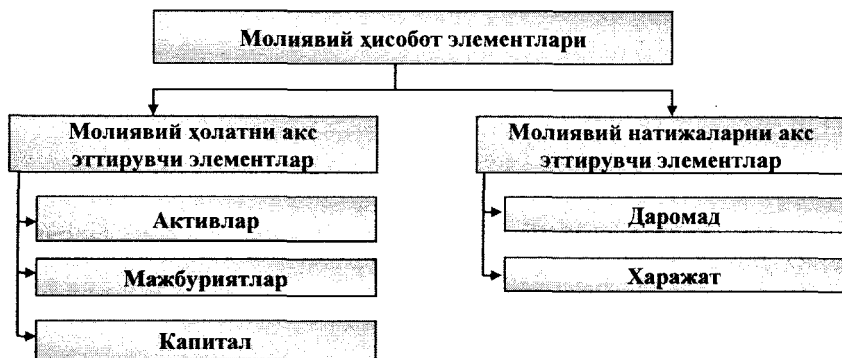 Молиявий ҳисобот элементлари
Молиявий ҳолатни акс
эттирувчи элементлар
Активлар
Мажбуриятлар
Капитал
Молиявий натижаларни акс
эттирувчи элементлар
Даромад
Харажат